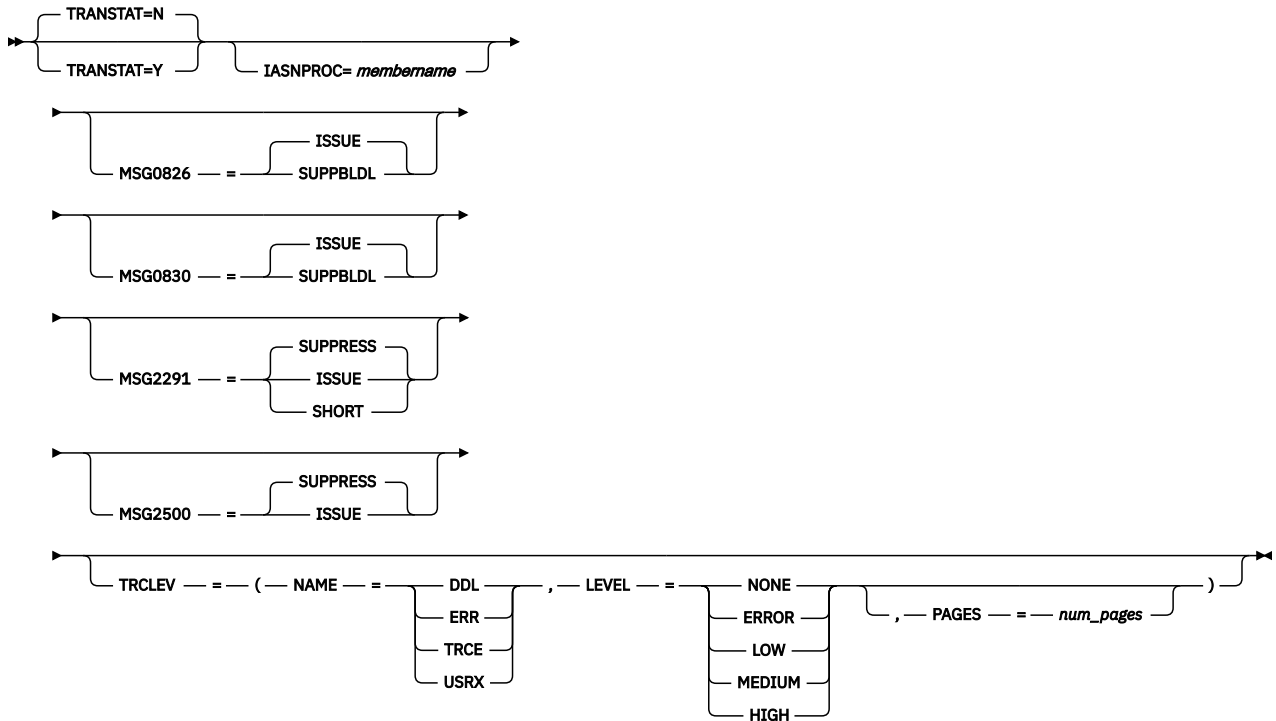 TRANSTAT=N
TRANSTAT=Y
IASNPROC= membername
ISSUE
MSG0826 = SUPPBLDL
ISSUE
MSG0830 = SUPPBLDL
SUPPRESS
MSG2291 = ISSUE
SHORT
SUPPRESS
MSG2500 = ISSUE
TRCLEV = ( NAME = DDL , LEVEL = NONE )
ERR ERROR , PAGES = num_pages
TRCE LOW
USRX MEDIUM
HIGH